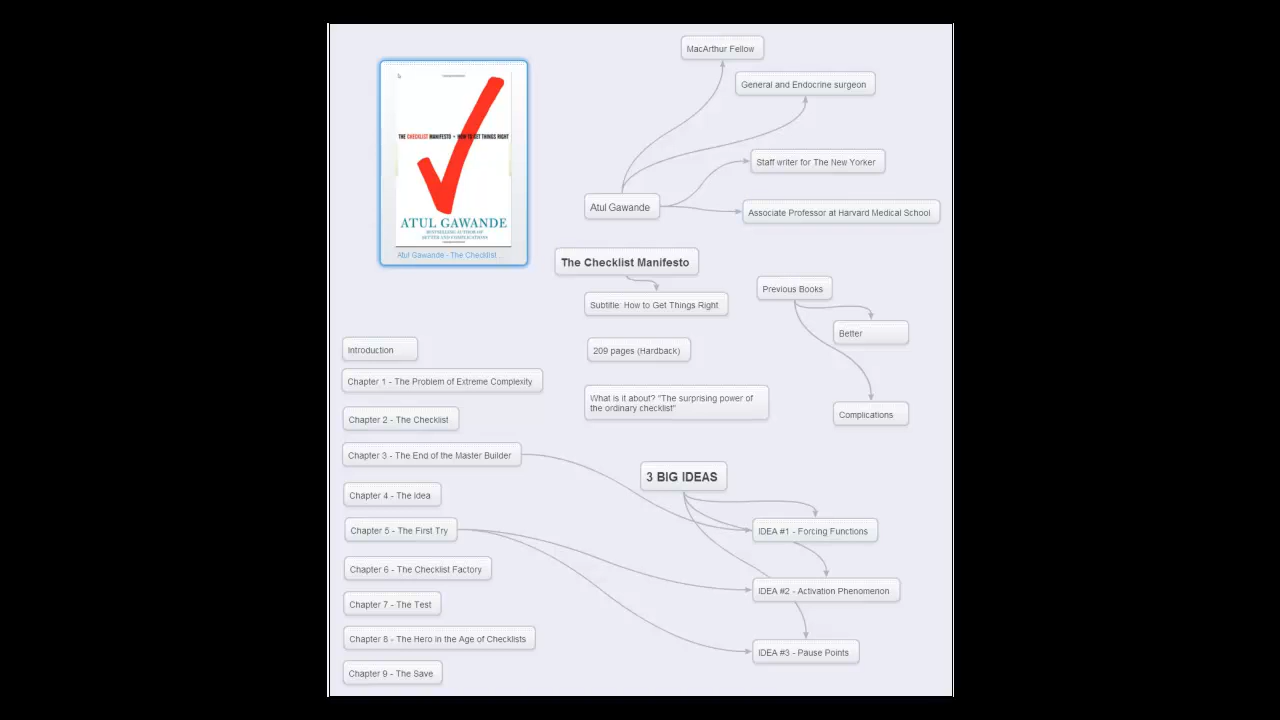 THE CHECKLIST MANIFESTO • HOW TO GET THINGS RIGHT
ATUL GAWANDE
BESTSELLING AUTHOR OF
BETTER AND COMPLICATIONS
Atul Gawande - The Checklist ...
MacArthur Fellow
General and Endocrine surgeon
Staff writer for The New Yorker
Atul Gawande
Associate Professor at Harvard Medical School
The Checklist Manifesto
Subtitle: How to Get Things Right
209 pages (Hardback)
What is it about? "The surprising power of
the ordinary checklist"
Previous Books
Better
Complications
Introduction
Chapter 1 - The Problem of Extreme Complexity
Chapter 2 - The Checklist
Chapter 3 - The End of the Master Builder
Chapter 4 - The Idea
Chapter 5 - The First Try
Chapter 6 - The Checklist Factory
Chapter 7 - The Test
Chapter 8 - The Hero in the Age of Checklists
Chapter 9 - The Save
3 BIG IDEAS
IDEA #1 - Forcing Functions
IDEA #2 - Activation Phenomenon
IDEA #3 - Pause Points